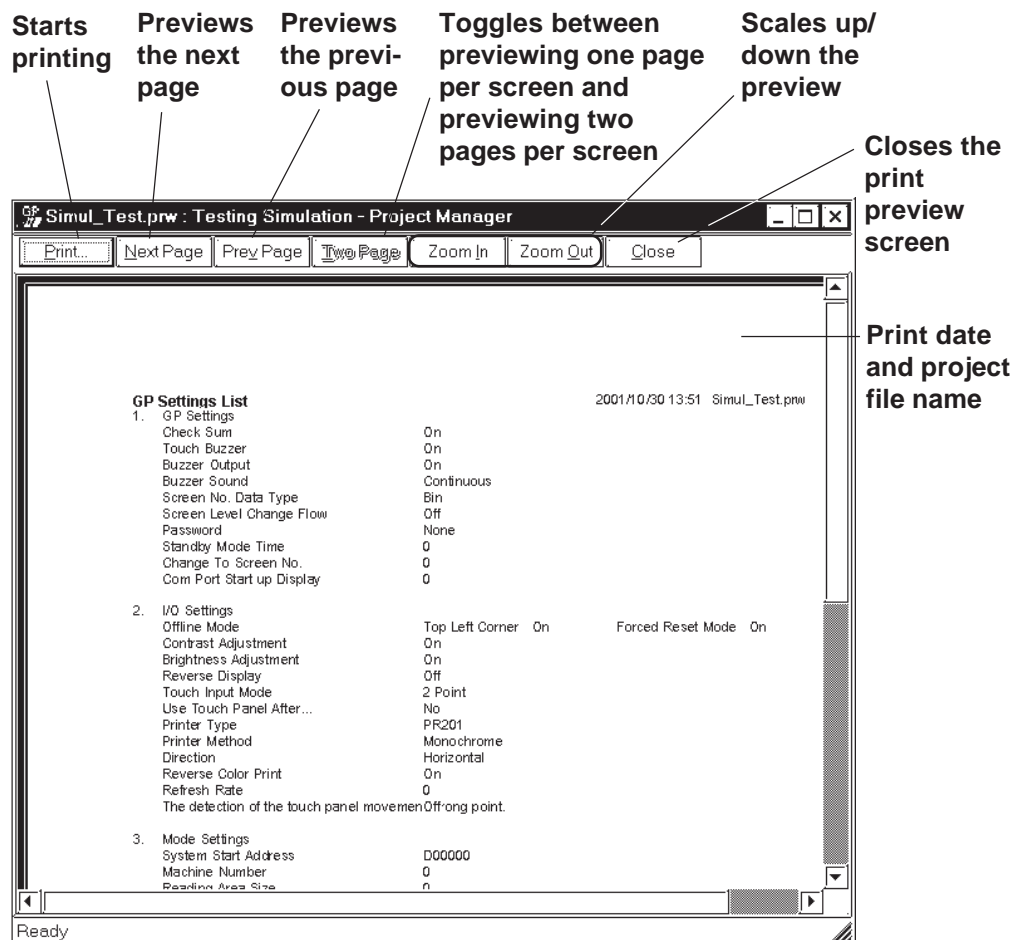 Starts
printing
Previews
the next
page
Previews
the previ-
ous page
Toggles between
previewing one page
per screen and
previewing two
pages per screen
Scales up/
down the
preview
Closes the
print
preview
screen
Simul_Test.prw : Testing Simulation - Project Manager
Print... Next Page Prev Page Two Page Zoom In Zoom Out Close
Print date
and project
file name
GP Settings List 2001/10/30 13:51 Simul_Test.prw
1. GP Settings
Check Sum On
Touch Buzzer On
Buzzer Output On
Buzzer Sound Continuous
Screen No. Data Type Bin
Screen Level Change Flow Off
Password None
Standby Mode Time 0
Change To Screen No. 0
Com Port Start up Display 0
2. I/O Settings
Offline Mode Top Left Corner On Forced Reset Mode On
Contrast Adjustment On
Brightness Adjustment On
Reverse Display Off
Touch Input Mode 2 Point
Use Touch Panel After... No
Printer Type PR201
Printer Method Monochrome
Direction Horizontal
Reverse Color Print On
Refresh Rate 0
The detection of the touch panel movemenOffrong point.
3. Mode Settings
System Start Address D00000
Machine Number 0
Reading Area Size 0
Ready